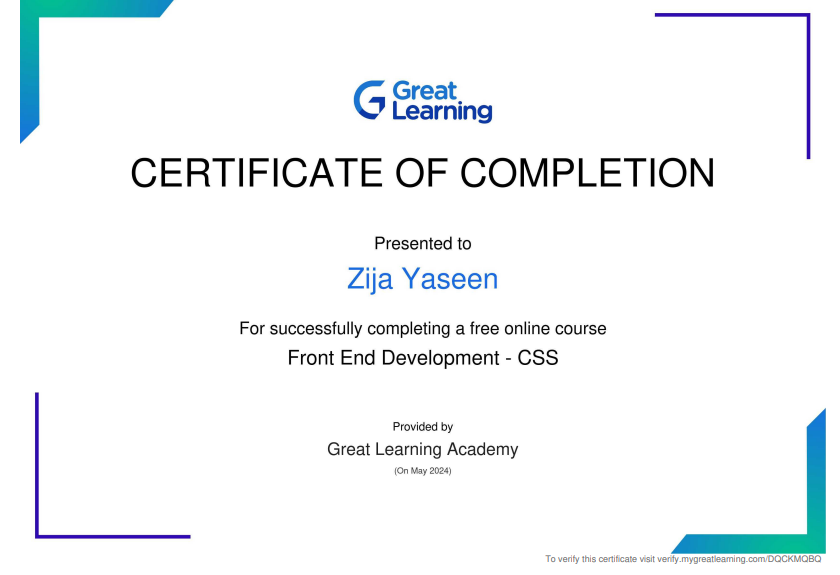 Great
Learning
CERTIFICATE OF COMPLETION
Presented to
Zija Yaseen
For successfully completing a free online course
Front End Development - CSS
Provided by
Great Learning Academy
(On May 2024)
To verify this certificate visit verify.mygreatlearning.com/DQCKMQBQ